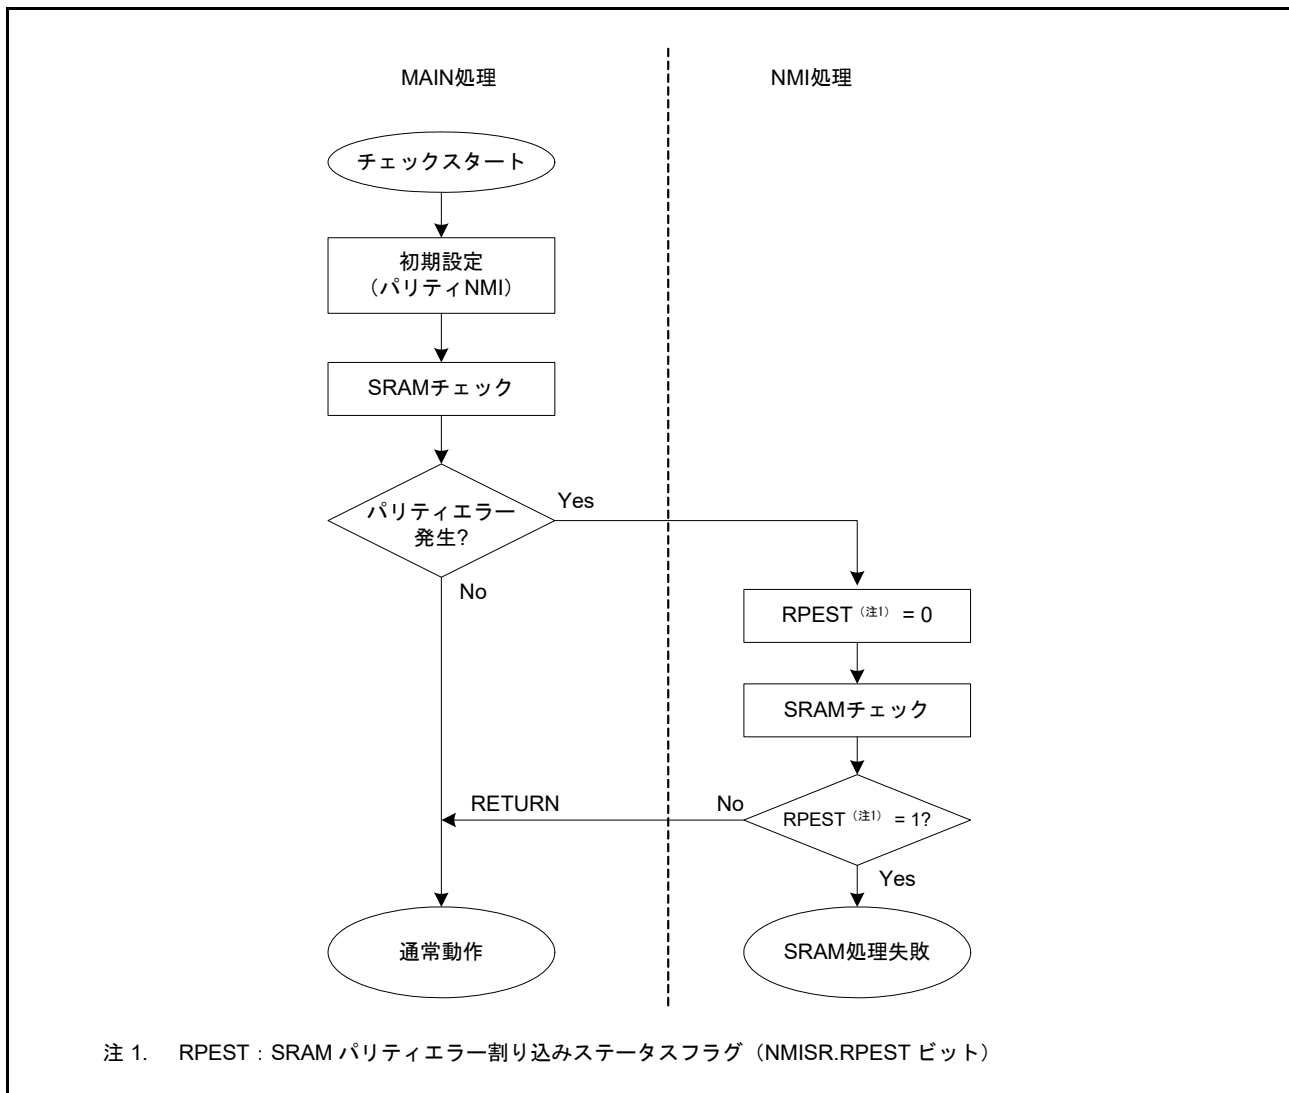 MAIN処理
NMI処理
チェックスタート
初期設定
（パリティNMI）
SRAMチェック
パリティエラー
発生?
Yes
No
RPEST（注1） = 0
SRAMチェック
RPEST（注1） = 1?
No
RETURN
Yes
通常動作
SRAM処理失敗
注 1. RPEST：SRAM パリティエラー割り込みステータスフラグ（NMISR.RPEST ビット）